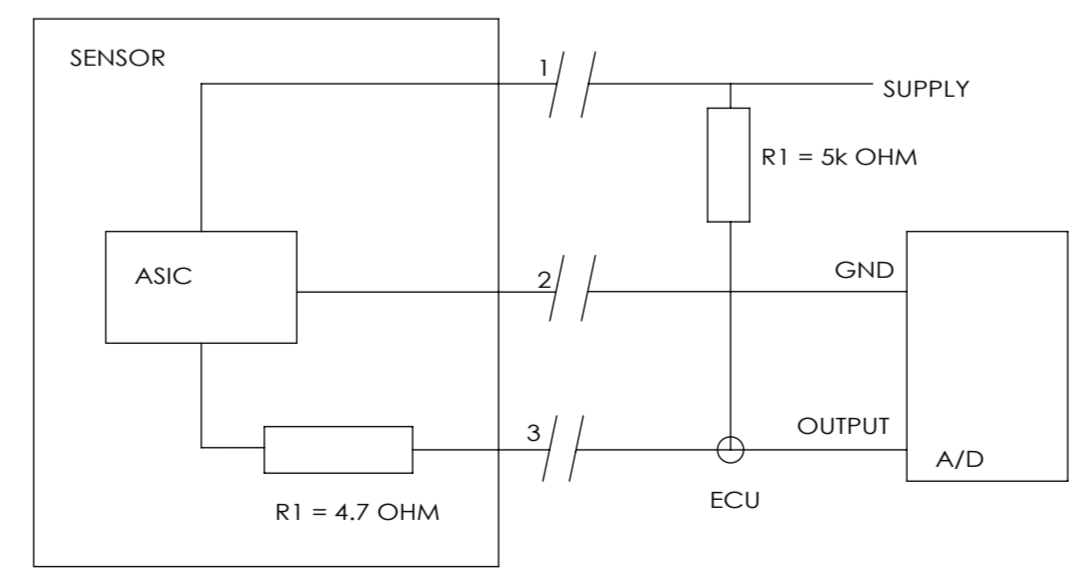 SENSOR
1
SUPPLY
R1 = 5k OHM
ASIC
2
GND
3
OUTPUT
A/D
ECU
R1 = 4.7 OHM